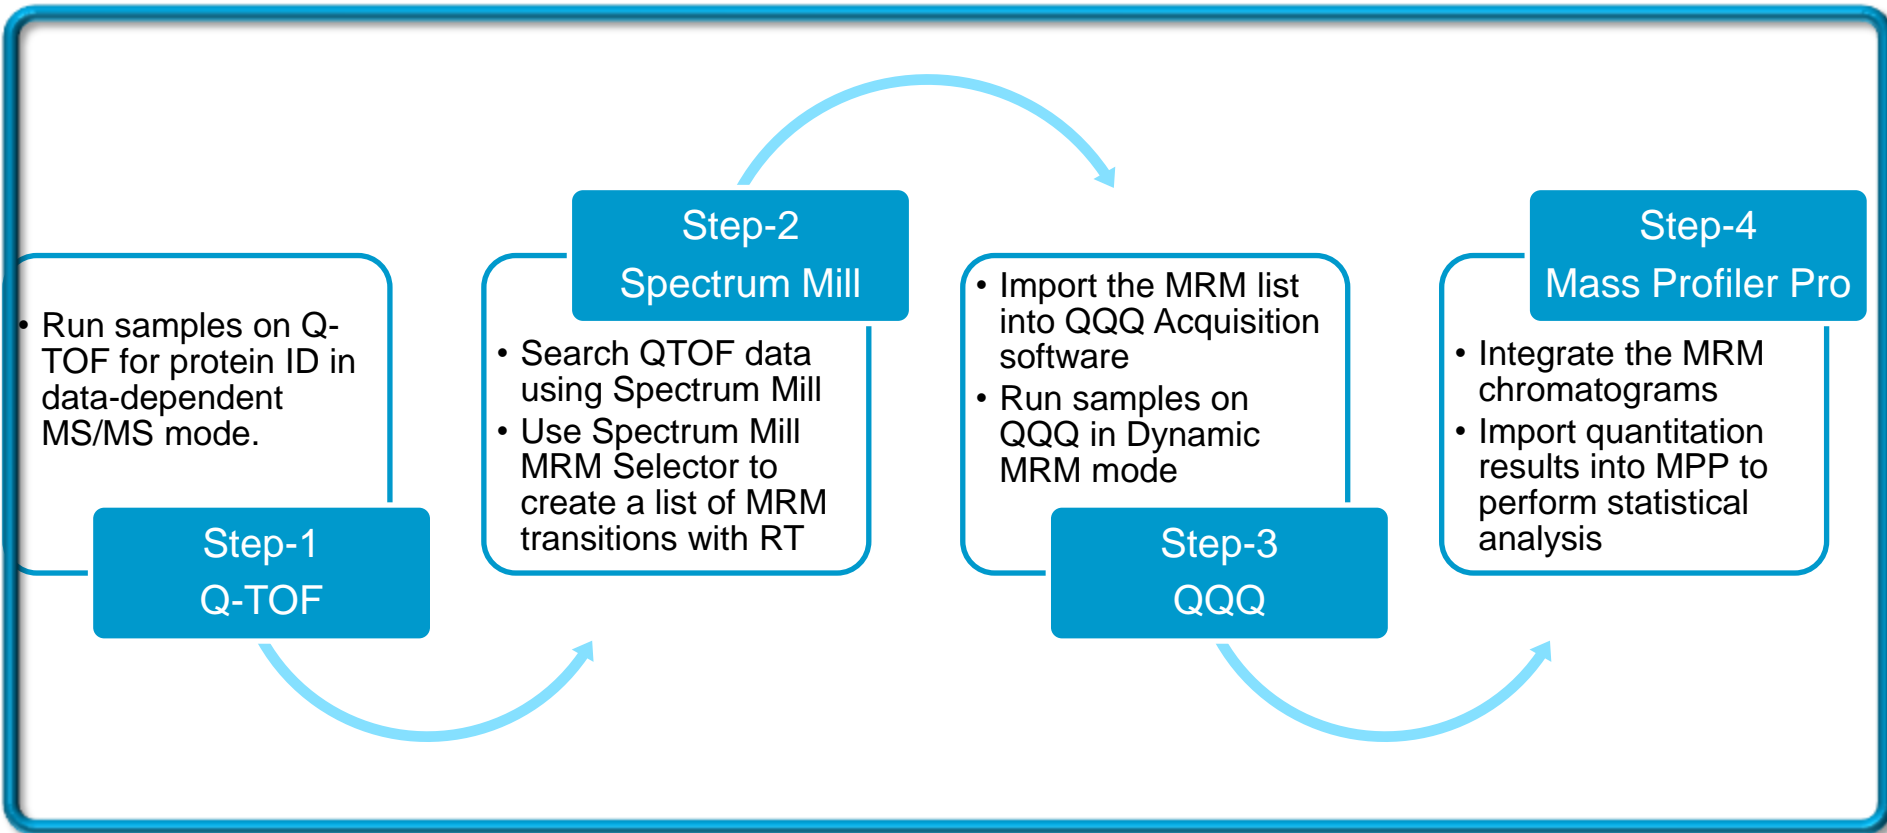 • Run samples on Q-
TOF for protein ID in
data-dependent
MS/MS mode.
Step-1
Q-TOF
Step-2
Spectrum Mill
• Search QTOF data
using Spectrum Mill
• Use Spectrum Mill
MRM Selector to
create a list of MRM
transitions with RT
• Import the MRM list
into QQQ Acquisition
software
• Run samples on
QQQ in Dynamic
MRM mode
Step-3
QQQ
Step-4
Mass Profiler Pro
• Integrate the MRM
chromatograms
• Import quantitation
results into MPP to
perform statistical
analysis